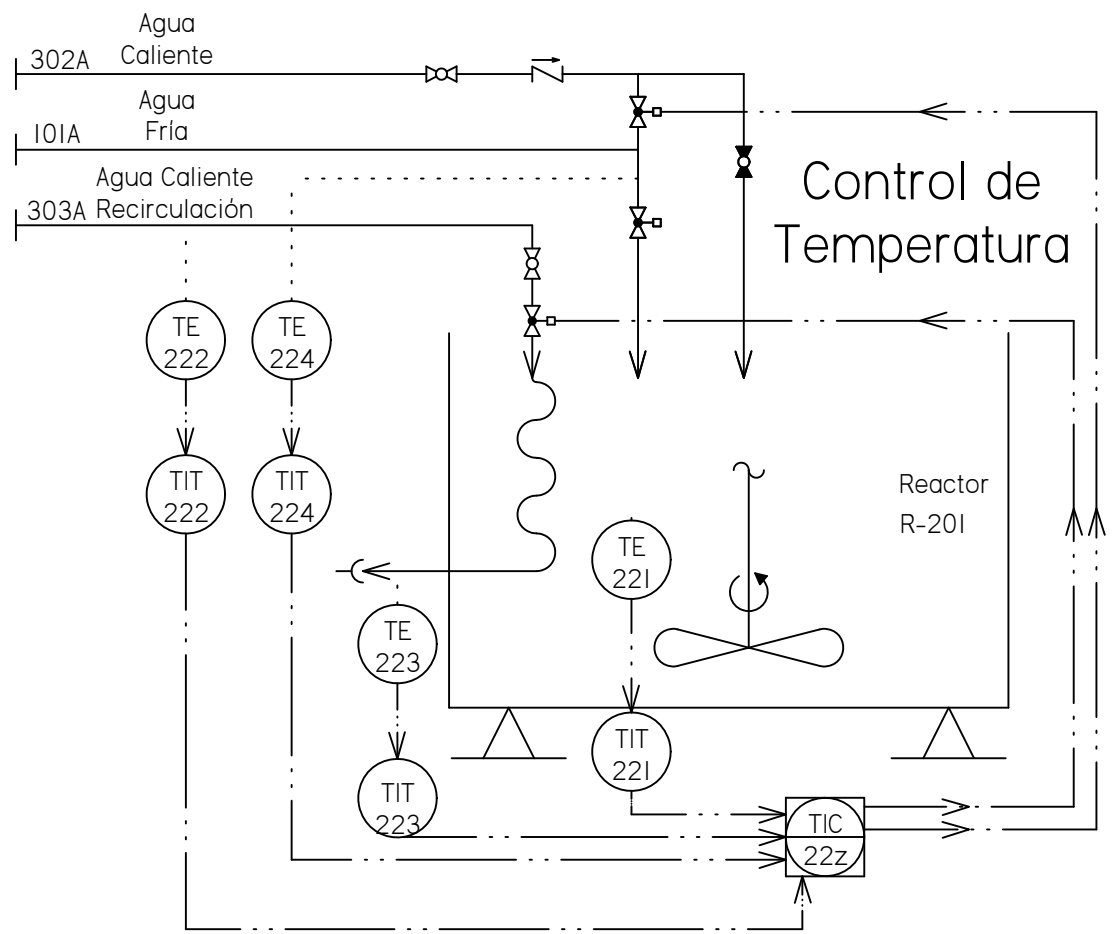 Agua
Caliente
302A
Agua
Fría
101A
Agua Caliente
Recirculación
303A
Control de
Temperatura
TE
222
TE
224
TIT
222
TIT
224
Reactor
R-201
TE
221
TE
223
TIT
221
TIT
223
TIC
22z